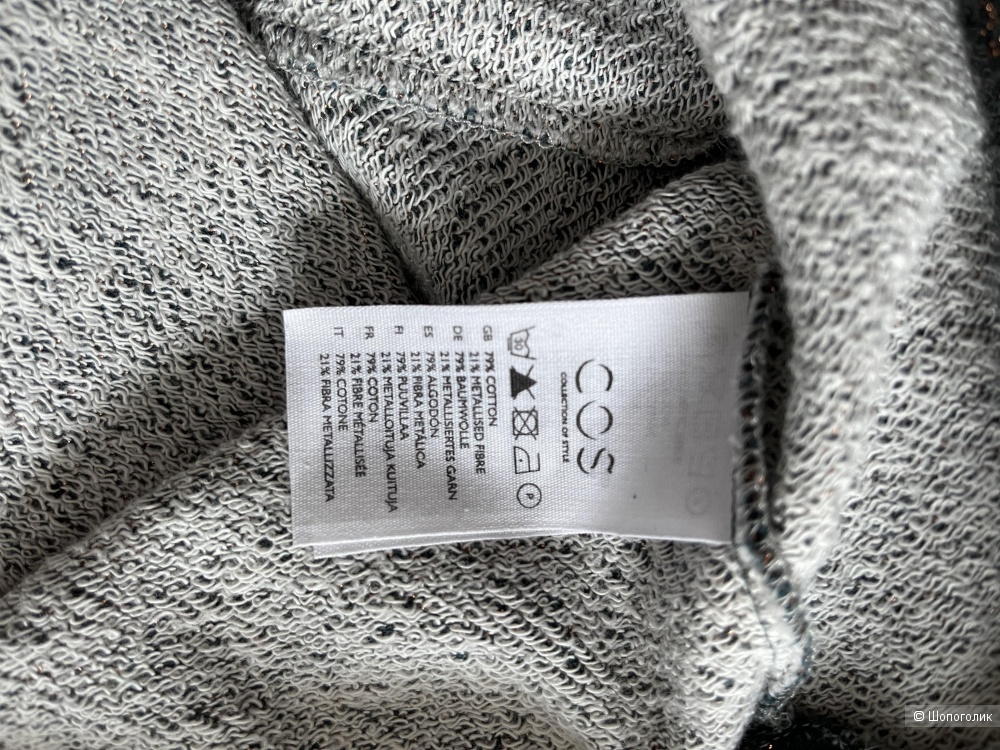 COS
COLLECTION OF STYLE
30
P
GB 79% COTTON
21% METALLISED FIBRE
DE 79% BAUMWOLLE
21% METALLISIERTES GARN
ES 79% ALGODÓN
21% FIBRA METÁLICA
FI 79% PUUVILLAA
21% METALLOITUJA KUITUJA
FR 79% COTON
21% FIBRE MÉTALLISÉE
IT 79% COTONE
21% FIBRA METALLIZZATA
© Шопоголик